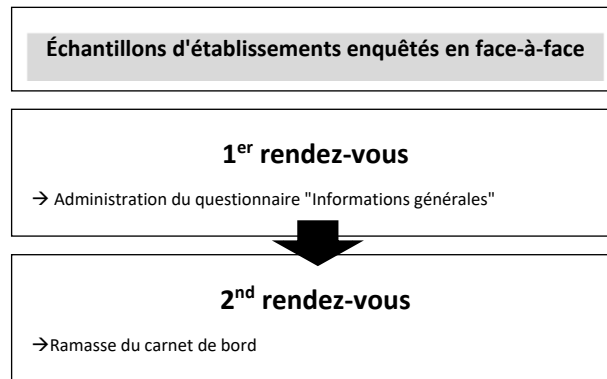 Échantillons d'établissements enquêtés en face-à-face
1er rendez-vous
→ Administration du questionnaire "Informations générales"
2nd rendez-vous
→Ramasse du carnet de bord